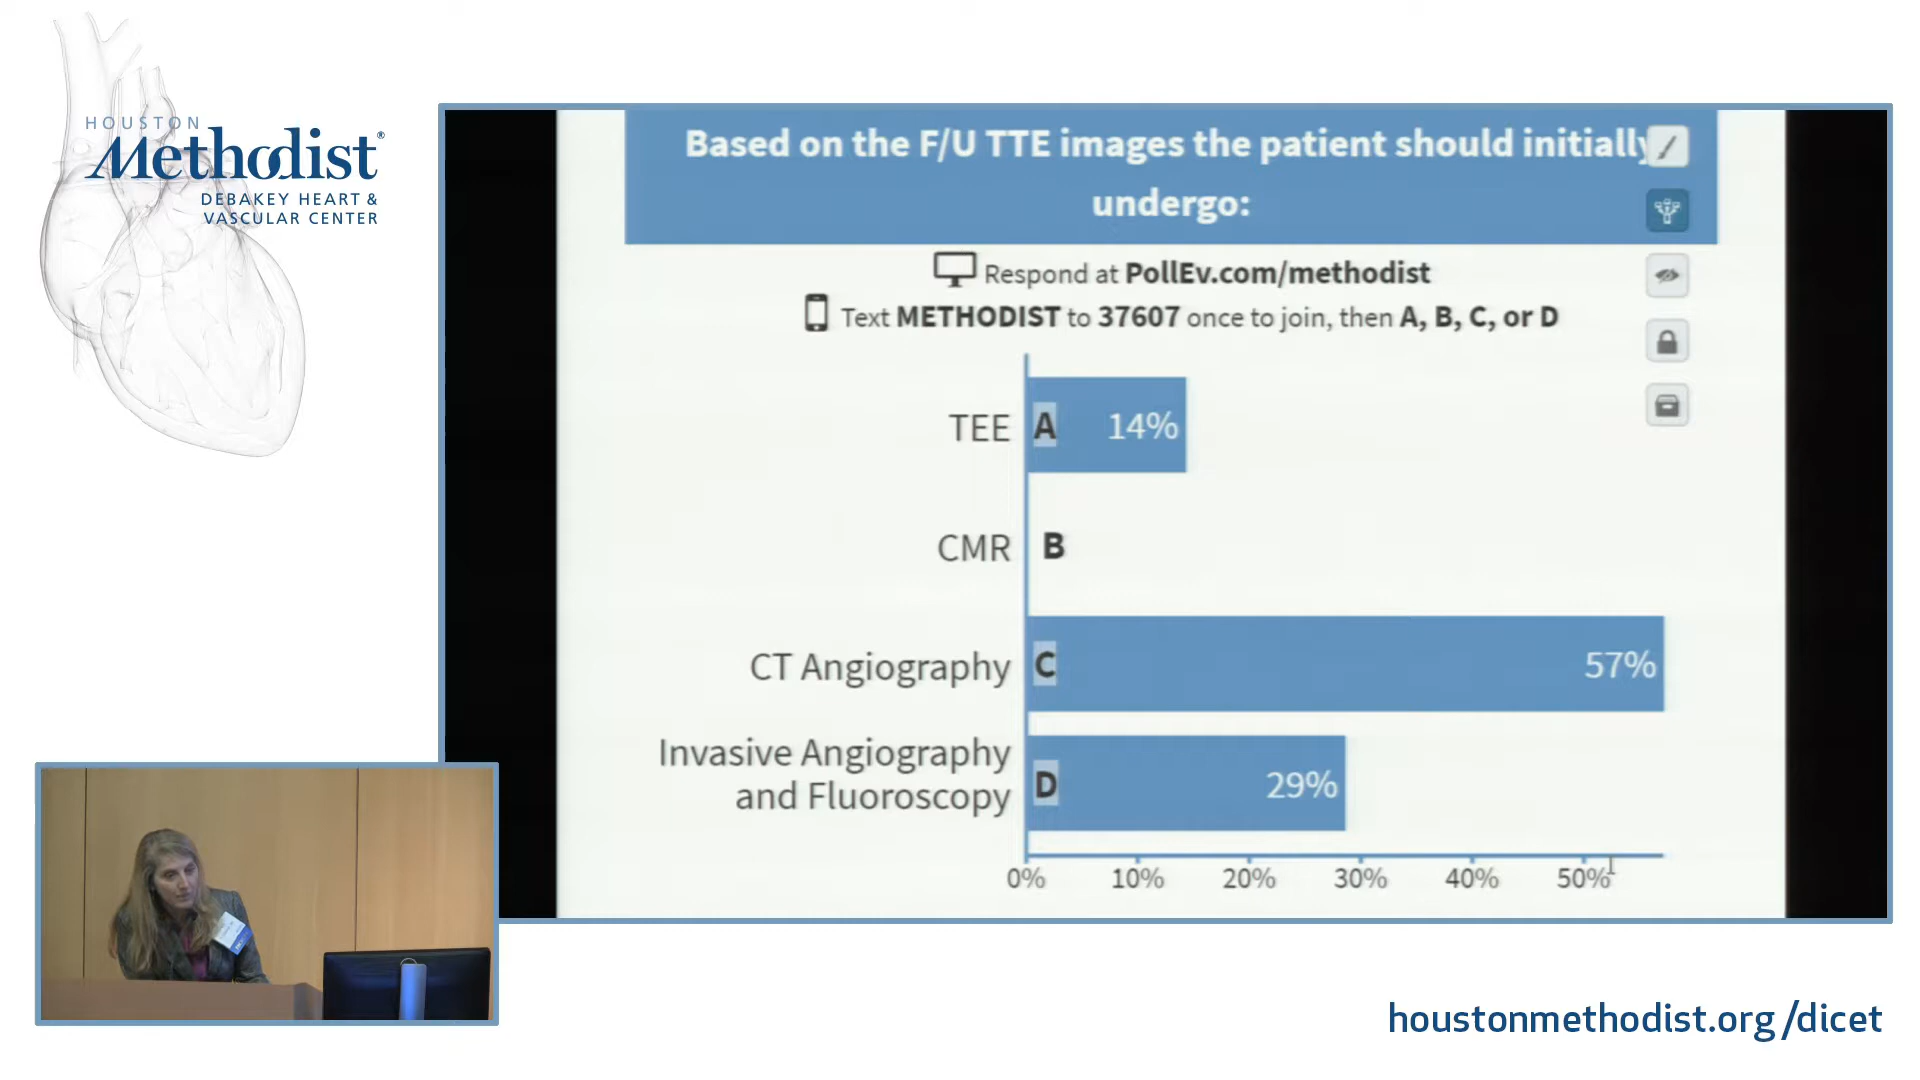 HOUSTON
Methodist®
DEBAKEY HEART &
VASCULAR CENTER
Based on the F/U TTE images the patient should initially
undergo:
Respond at PollEv.com/methodist
Text METHODIST to 37607 once to join, then A, B, C, or D
TEE A 14%
CMR B
CT Angiography C 57%
Invasive Angiography
and Fluoroscopy D 29%
0% 10% 20% 30% 40% 50%
houstonmethodist.org/dicet